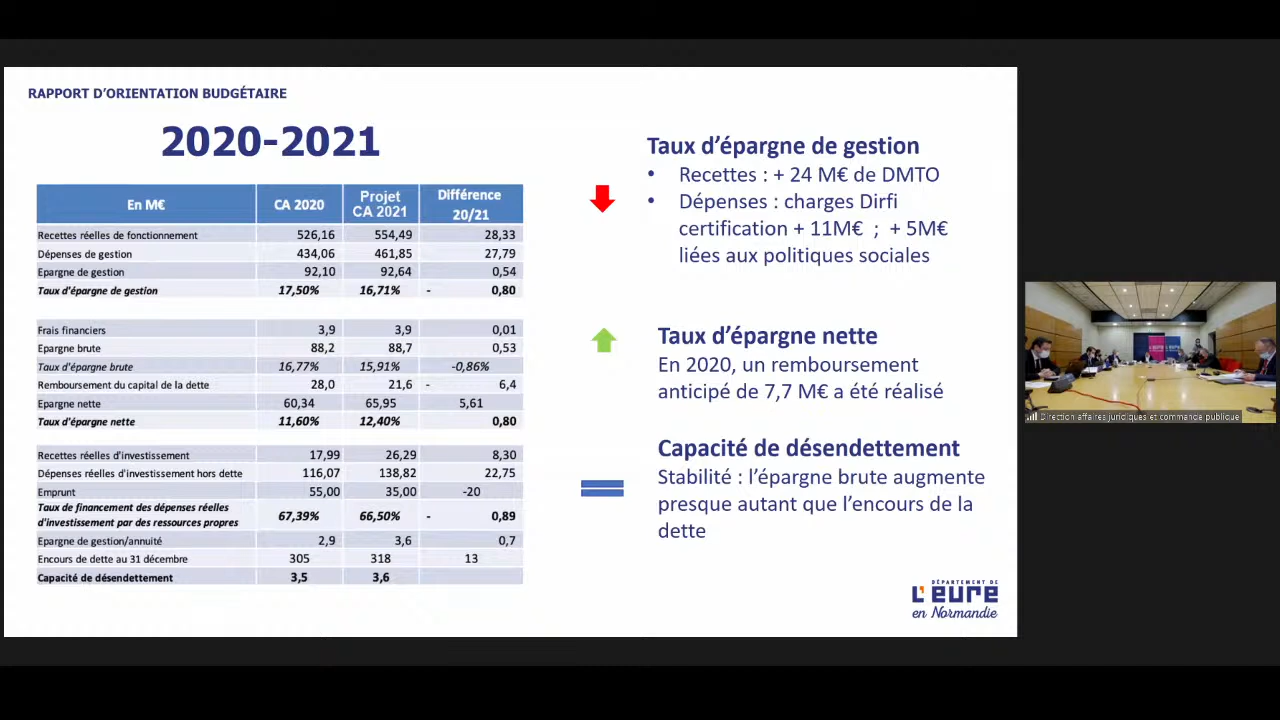 RAPPORT D'ORIENTATION BUDGÉTAIRE
2020-2021
En M€ CA 2020 Projet CA 2021 Différence 20/21
Recettes réelles de fonctionnement 526,16 554,49 28,33
Dépenses de gestion 434,06 461,85 27,79
Epargne de gestion 92,10 92,64 0,54
Taux d'épargne de gestion 17,50% 16,71% - 0,80
Frais financiers 3,9 3,9 0,01
Epargne brute 88,2 88,7 0,53
Taux d'épargne brute 16,77% 15,91% -0,86%
Remboursement du capital de la dette 28,0 21,6 - 6,4
Epargne nette 60,34 65,95 5,61
Taux d'épargne nette 11,60% 12,40% 0,80
Recettes réelles d'investissement 17,99 26,29 8,30
Dépenses réelles d'investissement hors dette 116,07 138,82 22,75
Emprunt 55,00 35,00 -20
Taux de financement des dépenses réelles
d'investissement par des ressources propres 67,39% 66,50% - 0,89
Epargne de gestion/annuité 2,9 3,6 0,7
Encours de dette au 31 décembre 305 318 13
Capacité de désendettement 3,5 3,6
Taux d'épargne de gestion
• Recettes : + 24 M€ de DMTO
• Dépenses : charges Dirfi
certification + 11M€ ; + 5M€
liées aux politiques sociales
Taux d'épargne nette
En 2020, un remboursement
anticipé de 7,7 M€ a été réalisé
Capacité de désendettement
Stabilité : l'épargne brute augmente
presque autant que l'encours de la
dette
DÉPARTEMENT DE
L'eure
en Normandie
Direction affaires juridiques et commande publique